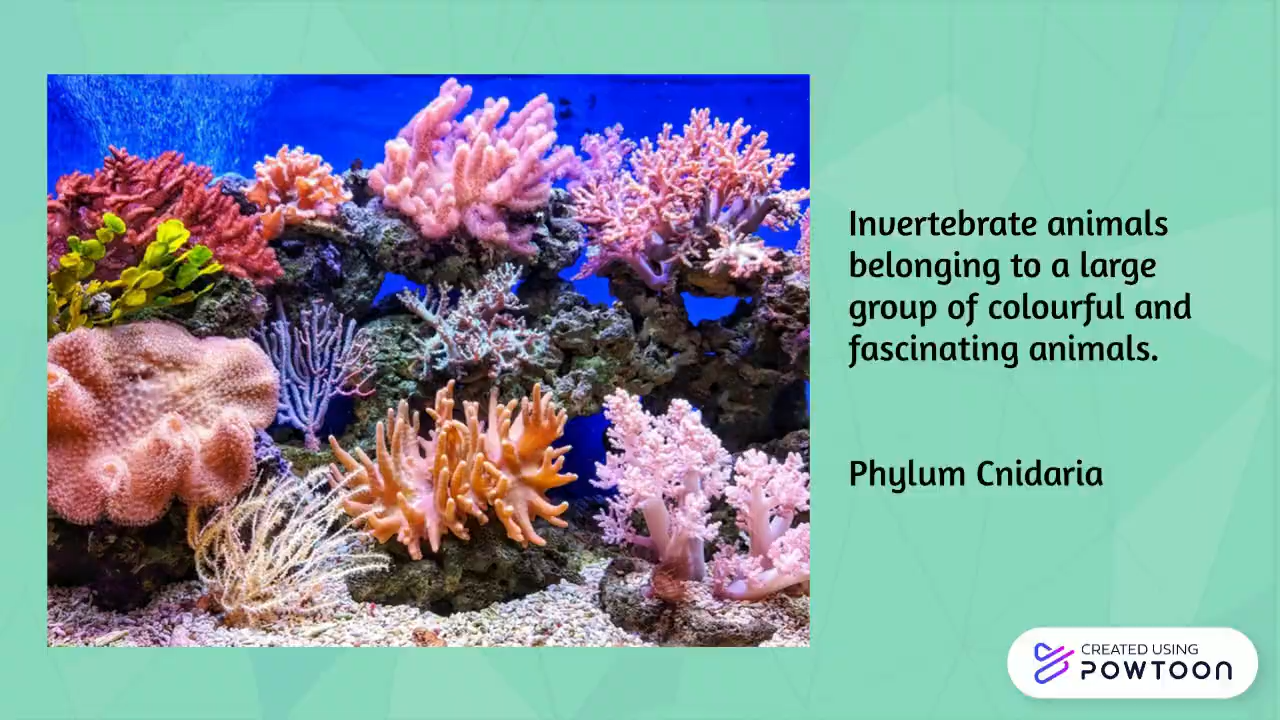 Invertebrate animals
belonging to a large
group of colourful and
fascinating animals.
Phylum Cnidaria
CREATED USING
POWTOON